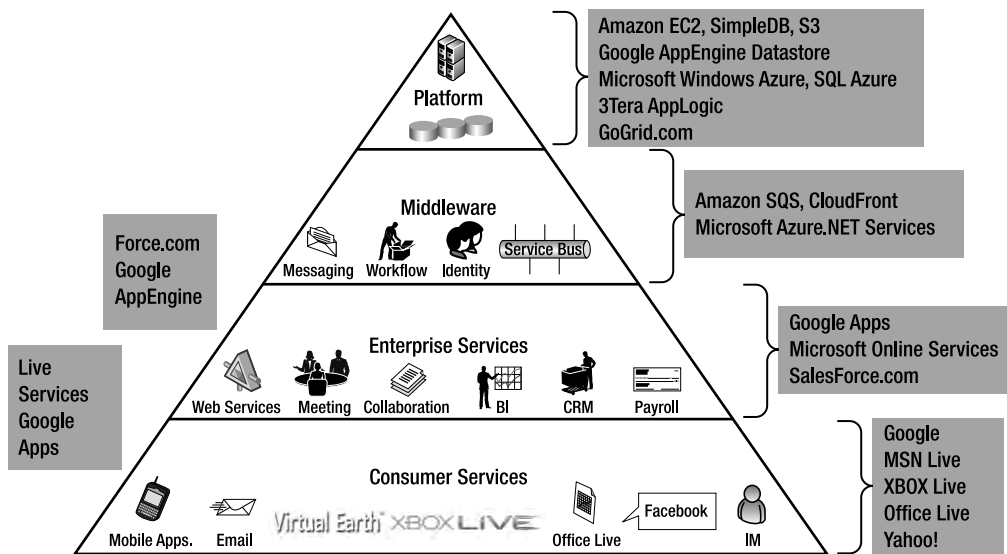 Platform
Amazon EC2, SimpleDB, S3
Google AppEngine Datastore
Microsoft Windows Azure, SQL Azure
3Tera AppLogic
GoGrid.com
Middleware
Messaging
Workflow
Identity
Service Bus
Amazon SQS, CloudFront
Microsoft Azure.NET Services
Force.com
Google
AppEngine
Enterprise Services
Web Services
Meeting
Collaboration
BI
CRM
Payroll
Google Apps
Microsoft Online Services
SalesForce.com
Live
Services
Google
Apps
Consumer Services
Mobile Apps.
Email
Virtual Earth
XBOX LIVE
Office Live
Facebook
IM
Google
MSN Live
XBOX Live
Office Live
Yahoo!